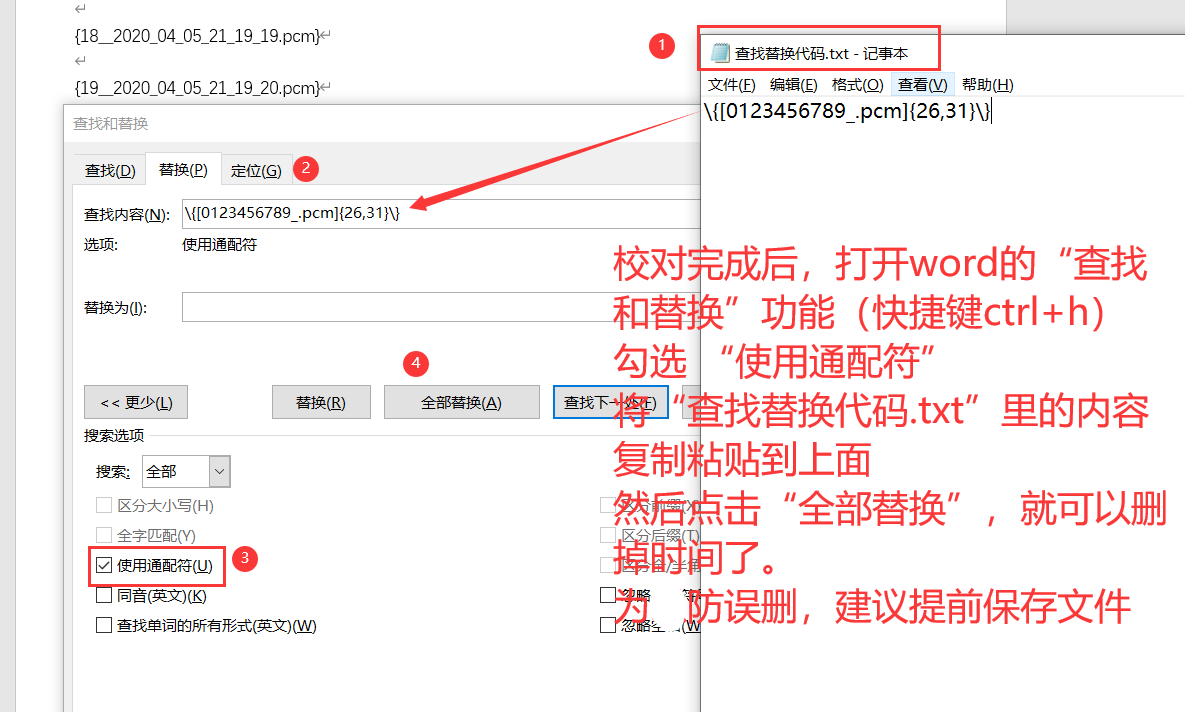 {18__2020_04_05_21_19_19.pcm}
{19__2020_04_05_21_19_20.pcm}
1
查找替换代码.txt - 记事本
文件(F) 编辑(E) 格式(O) 查看(V) 帮助(H)
\{[0123456789_.pcm]{26,31}\}
查找和替换
查找(D) 替换(P) 定位(G) 2
查找内容(N): \{[0123456789_.pcm]{26,31}\}
选项: 使用通配符
替换为(I):
4
<< 更少(L) 替换(R) 全部替换(A) 查找下一处(F)
搜索选项
搜索: 全部
区分大小写(H) 区分前缀(X)
全字匹配(Y) 区分后缀(T)
使用通配符(U) 3 区分全/半角
同音(英文)(K) 忽略
查找单词的所有形式(英文)(W) 忽略
校对完成后，打开word的“查找
和替换”功能（快捷键ctrl+h）
勾选 “使用通配符”
将“查找替换代码.txt”里的内容
复制粘贴到上面
然后点击“全部替换”，就可以删
掉时间了。
为 防误删，建议提前保存文件